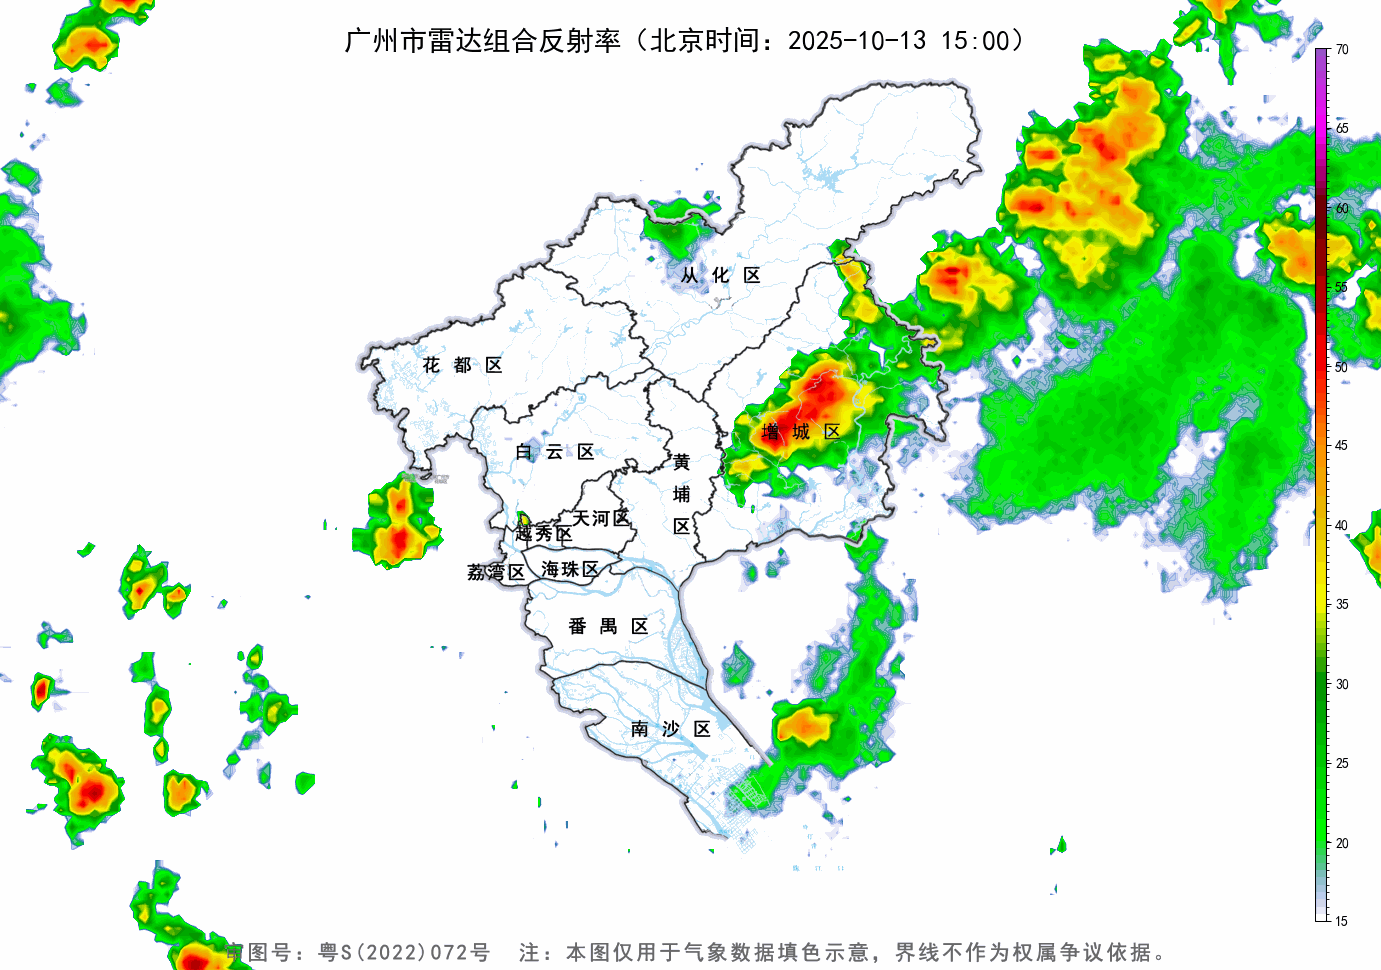 广州市雷达组合反射率（北京时间：2025-10-13 15:00）
70
65
60
55
50
45
40
35
30
25
20
15
从化区
花都区
增城区
白云区
黄埔区
天河区
越秀区
荔湾区
海珠区
番禺区
南沙区
审图号：粤S(2022)072号 注：本图仅用于气象数据填色示意，界线不作为权属争议依据。